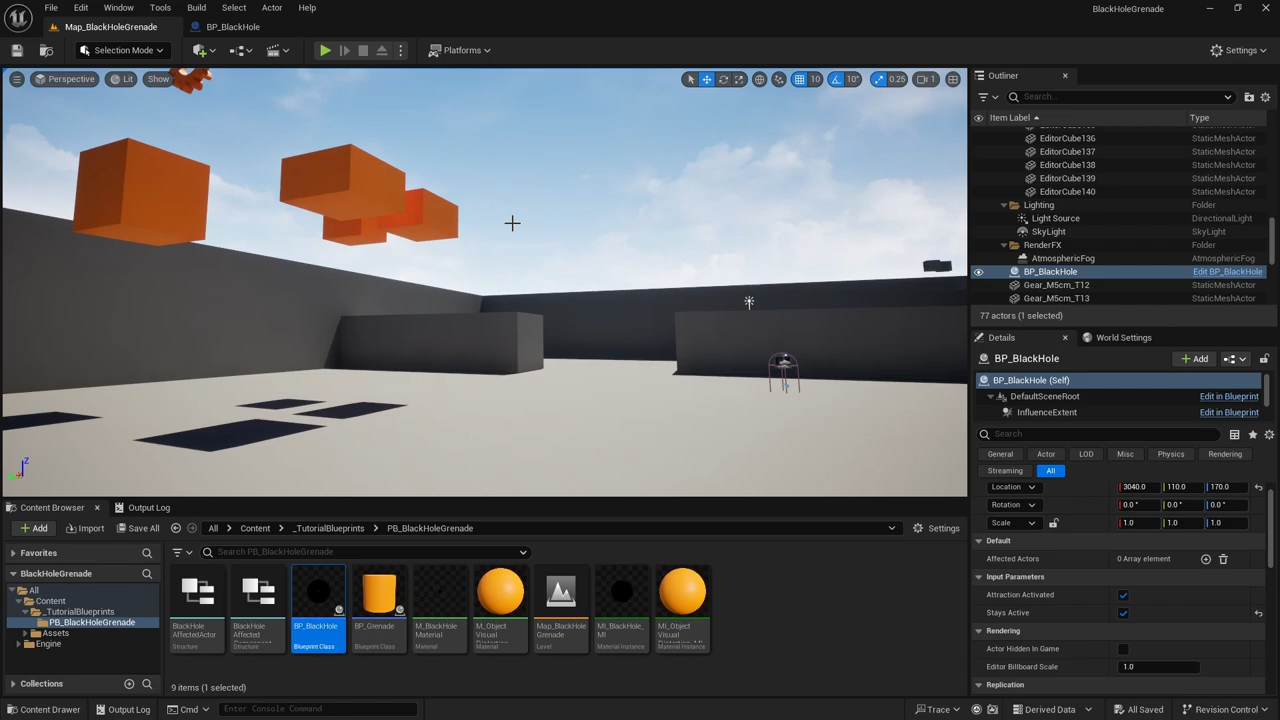 File Edit Window Tools Build Select Actor Help
BlackHoleGrenade
Map_BlackHoleGrenade BP_BlackHole
Selection Mode Platforms Settings
Perspective Lit Show 10 10° 0.25 1
Outliner
Search...
Item Label Type
EditorCube136 StaticMeshActor
EditorCube137 StaticMeshActor
EditorCube138 StaticMeshActor
EditorCube139 StaticMeshActor
EditorCube140 StaticMeshActor
Lighting Folder
Light Source DirectionalLight
SkyLight SkyLight
RenderFX Folder
AtmosphericFog AtmosphericFog
BP_BlackHole Edit BP_BlackHole
Gear_M5cm_T12 StaticMeshActor
Gear_M5cm_T13 StaticMeshActor
77 actors (1 selected)
Details World Settings
BP_BlackHole Add
BP_BlackHole (Self)
DefaultSceneRoot Edit in Blueprint
InfluenceExtent Edit in Blueprint
Search
General Actor LOD Misc Physics Rendering
Streaming All
Location 3040.0 110.0 170.0
Rotation 0.0° 0.0° 0.0°
Scale 1.0 1.0 1.0
Default
Affected Actors 0 Array element
Input Parameters
Attraction Activated
Stays Active
Rendering
Actor Hidden In Game
Editor Billboard Scale 1.0
Replication
Z
Content Browser Output Log
Add Import Save All All Content _TutorialBlueprints PB_BlackHoleGrenade Settings
Favorites
Search PB_BlackHoleGrenade
BlackHoleGrenade
All
Content
_TutorialBlueprints
PB_BlackHoleGrenade
Assets
Engine
Collections
BlackHole
AffectedActor
Structure
BlackHole
Affected
Structure
BP_BlackHole
Blueprint Class
BP_Grenade
Blueprint Class
M_BlackHole
Material
Material
M_Object
Visual
Material
Map_BlackHole
Grenade
Level
MI_BlackHole_
MI
Material Instance
MI_Object
Visual
Material Instance
9 items (1 selected)
Content Drawer Output Log Cmd Enter Console Command Trace Derived Data All Saved Revision Control